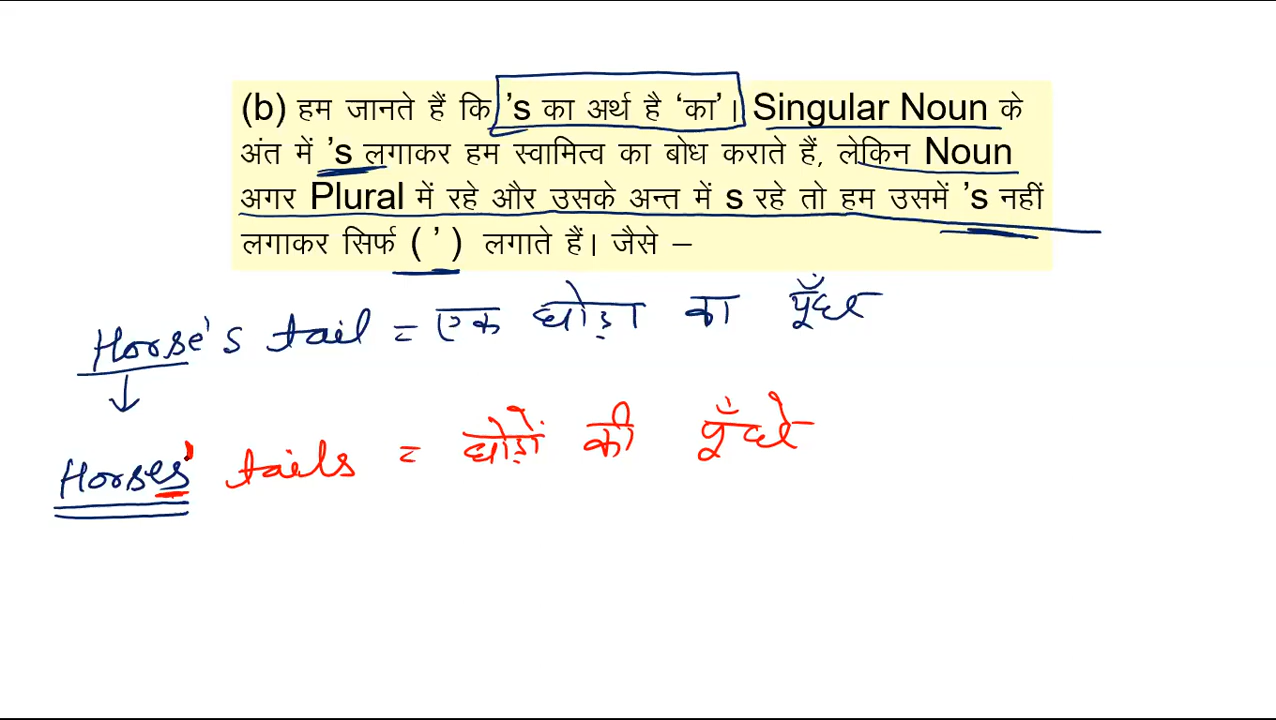 (b) हम जानते हैं कि ’s का अर्थ है ‘का’। Singular Noun के
अंत में ’s लगाकर हम स्वामित्व का बोध कराते हैं, लेकिन Noun
अगर Plural में रहे और उसके अन्त में s रहे तो हम उसमें ’s नहीं
लगाकर सिर्फ ( ’ ) लगाते हैं। जैसे –
Horse's tail = एक घोड़ा का पूँछ
Horses' tails = घोड़ों की पूँछे